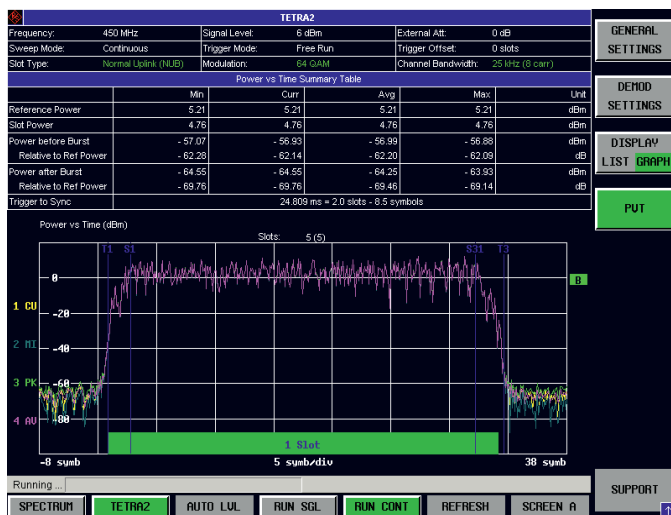 TETRA2
Frequency: 450 MHz Signal Level: 6 dBm External Att: 0 dB
Sweep Mode: Continuous Trigger Mode: Free Run Trigger Offset: 0 slots
Slot Type: Normal Uplink (NUB) Modulation: 64 QAM Channel Bandwidth: 25 kHz (8 carr)
Power vs Time Summary Table
Min Curr Avg Max Unit
Reference Power 5.21 5.21 5.21 5.21 dBm
Slot Power 4.76 4.76 4.76 4.76 dBm
Power before Burst - 57.07 - 56.93 - 56.99 - 56.88 dBm
Relative to Ref Power - 62.28 - 62.14 - 62.20 - 62.09 dB
Power after Burst - 64.55 - 64.55 - 64.25 - 63.93 dBm
Relative to Ref Power - 69.76 - 69.76 - 69.46 - 69.14 dB
Trigger to Sync 24.809 ms = 2.0 slots - 8.5 symbols
Power vs Time (dBm)
Slots: 5 (5)
T1 S1 S31 T3
0
B
1 CU
-20
2 MI
-40
3 PK
-60
4 AV
-80
1 Slot
-8 symb 5 symb/div 38 symb
Running ...
SPECTRUM TETRA2 AUTO LVL RUN SGL RUN CONT REFRESH SCREEN A
GENERAL
SETTINGS
DEMOD
SETTINGS
DISPLAY
LIST GRAPH
PVT
SUPPORT